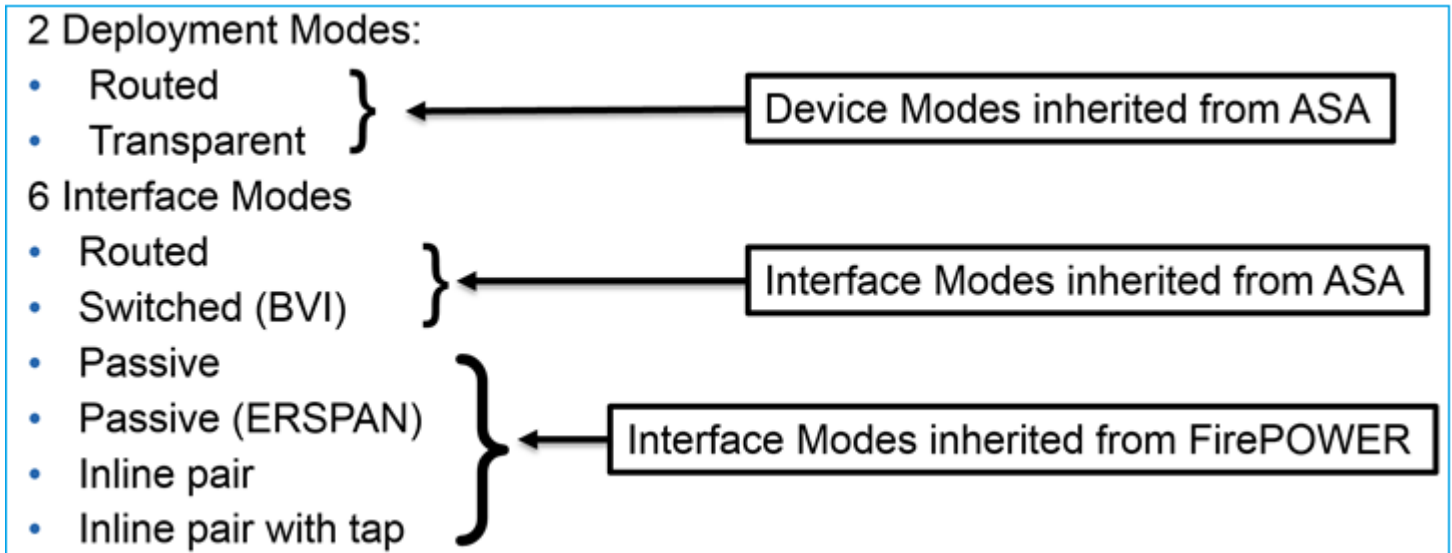 2 Deployment Modes:
• Routed
• Transparent
Device Modes inherited from ASA
6 Interface Modes
• Routed
• Switched (BVI)
Interface Modes inherited from ASA
• Passive
• Passive (ERSPAN)
• Inline pair
• Inline pair with tap
Interface Modes inherited from FirePOWER